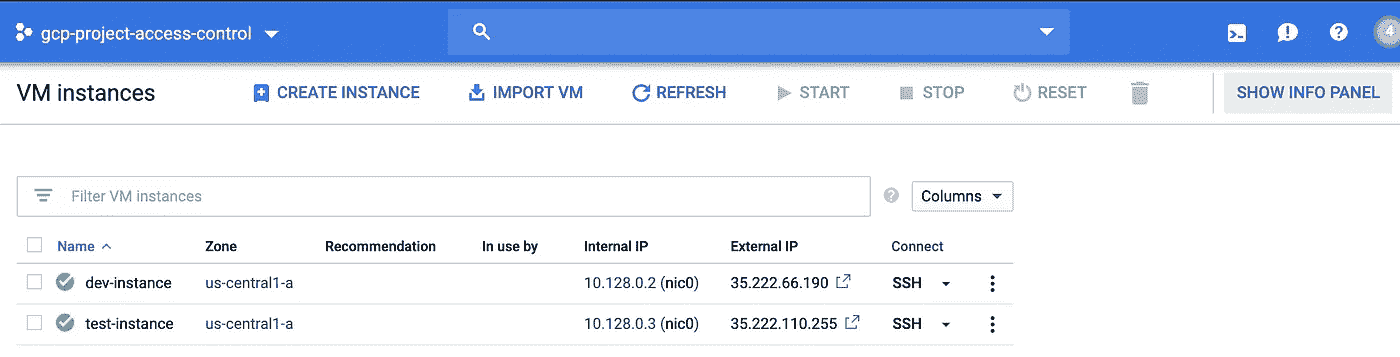 gcp-project-access-control 4
VM instances CREATE INSTANCE IMPORT VM REFRESH START STOP RESET SHOW INFO PANEL
Filter VM instances Columns
Name Zone Recommendation In use by Internal IP External IP Connect
dev-instance us-central1-a 10.128.0.2 (nic0) 35.222.66.190 SSH
test-instance us-central1-a 10.128.0.3 (nic0) 35.222.110.255 SSH